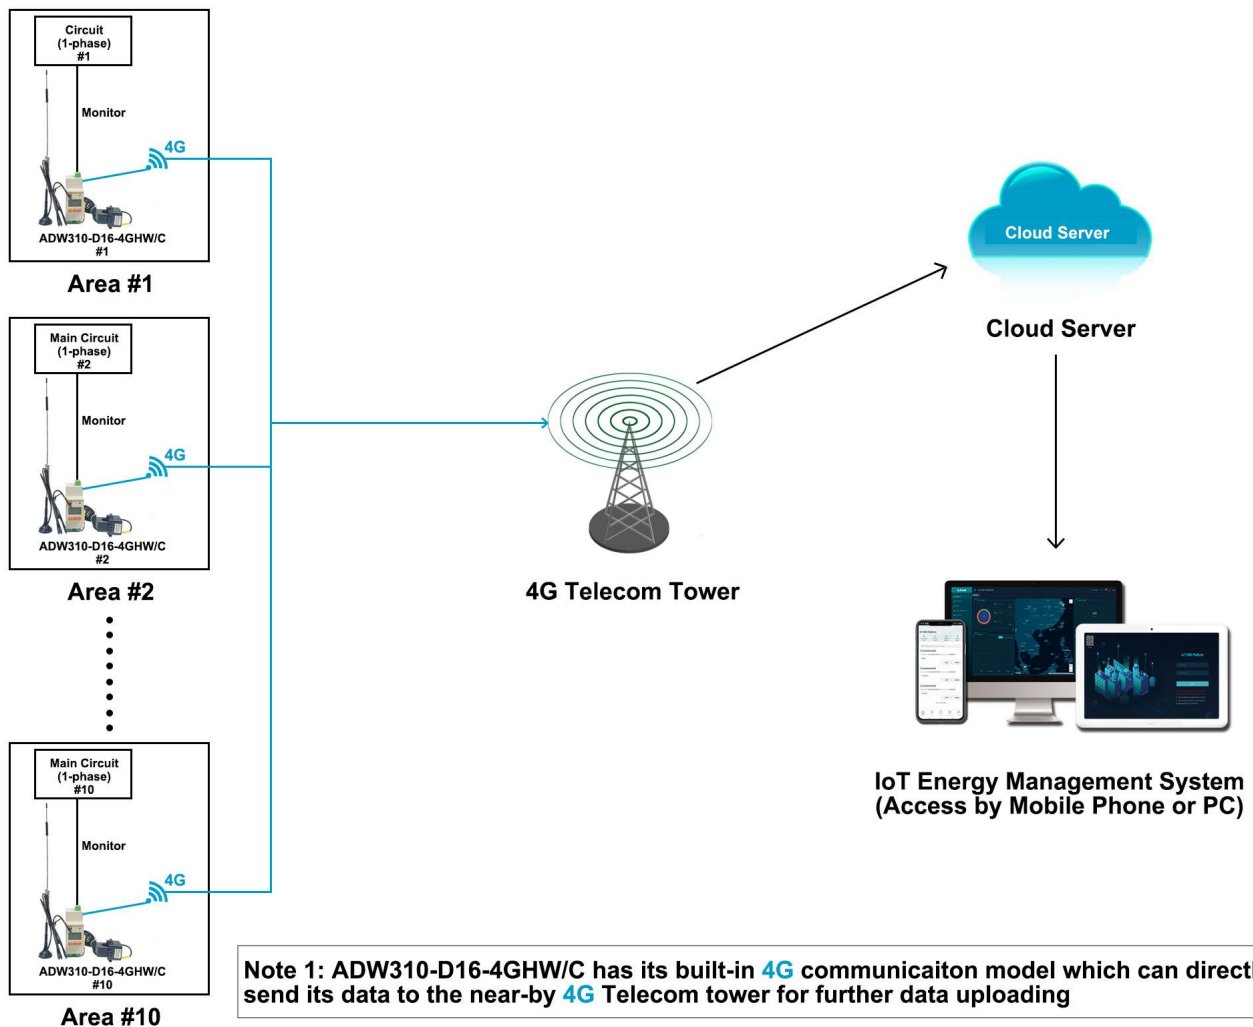 Circuit
(1-phase)
#1
Monitor
4G
ADW310-D16-4GHW/C
#1
Area #1
Main Circuit
(1-phase)
#2
Monitor
4G
ADW310-D16-4GHW/C
#2
Area #2
Main Circuit
(1-phase)
#10
Monitor
4G
ADW310-D16-4GHW/C
#10
Area #10
4G Telecom Tower
Cloud Server
Cloud Server
IoT Energy Management System
(Access by Mobile Phone or PC)
Note 1: ADW310-D16-4GHW/C has its built-in 4G communicaiton model which can directl
send its data to the near-by 4G Telecom tower for further data uploading